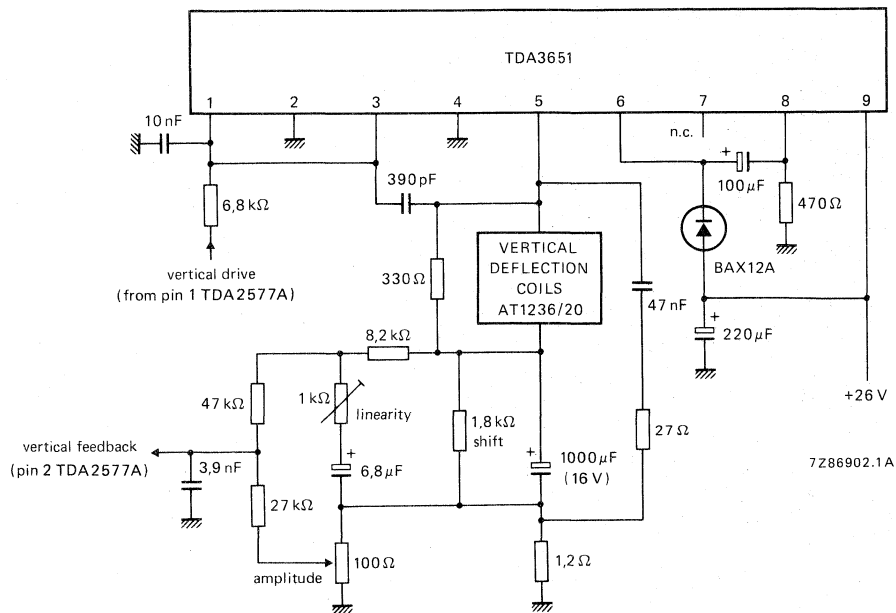 TDA3651
1 2 3 4 5 6 7 8 9
10 nF
n.c.
+
100 μF
390 pF
6,8 kΩ
470 Ω
vertical drive
(from pin 1 TDA2577A)
VERTICAL
DEFLECTION
COILS
AT1236/20
BAX12A
330 Ω
47 nF
+
220 μF
8,2 kΩ
+26 V
47 kΩ
1 kΩ
linearity
1,8 kΩ
shift
27 Ω
vertical feedback
(pin 2 TDA2577A)
3,9 nF
+
6,8 μF
+
1000 μF
(16 V)
7Z86902.1A
27 kΩ
amplitude
100 Ω
1,2 Ω